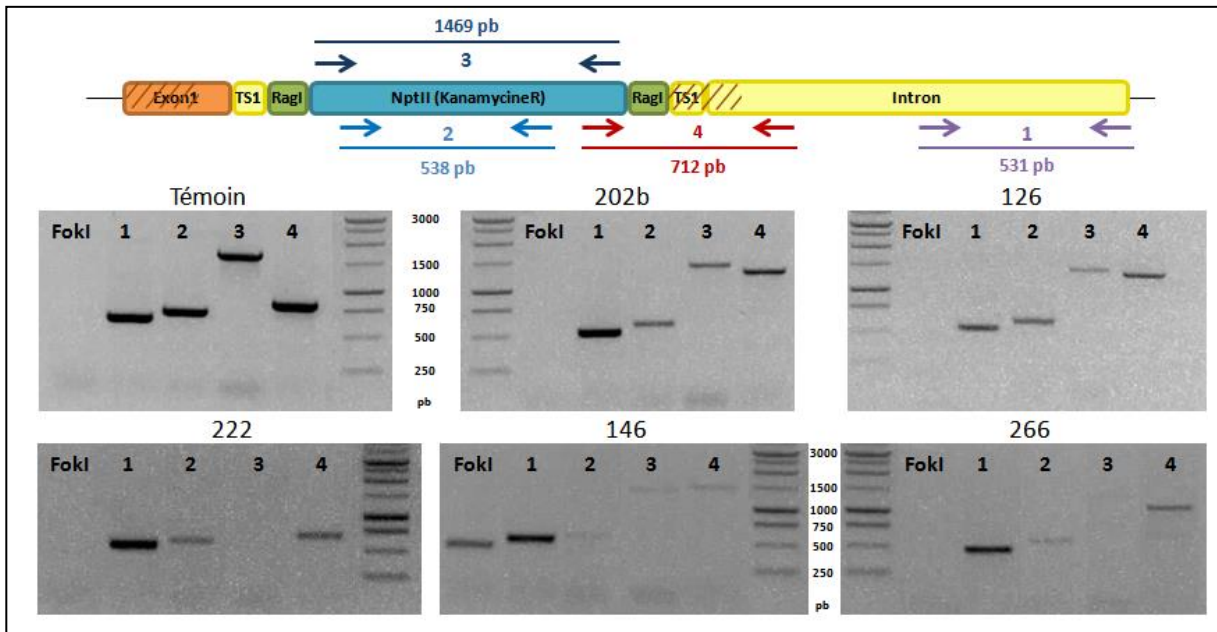 1469 pb
3
Exon1 TS1 RagI NptII (KanamycineR) RagI TS1 Intron
2 4 1
538 pb 712 pb 531 pb
Témoin 202b 126
FokI 1 2 3 4
3000
1500
1000
750
500
250
pb
FokI 1 2 3 4
FokI 1 2 3 4
222 146 266
FokI 1 2 3 4
FokI 1 2 3 4
3000
1500
1000
750
500
250
pb
FokI 1 2 3 4